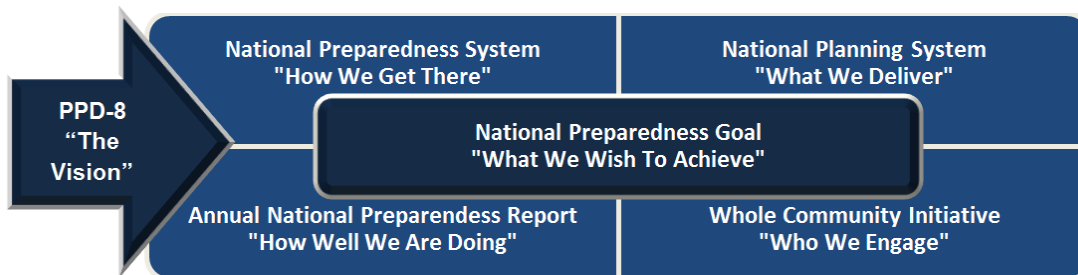 PPD-8
“The
Vision”
National Preparedness System
"How We Get There"
National Planning System
"What We Deliver"
National Preparedness Goal
"What We Wish To Achieve"
Annual National Preparendess Report
"How Well We Are Doing"
Whole Community Initiative
"Who We Engage"